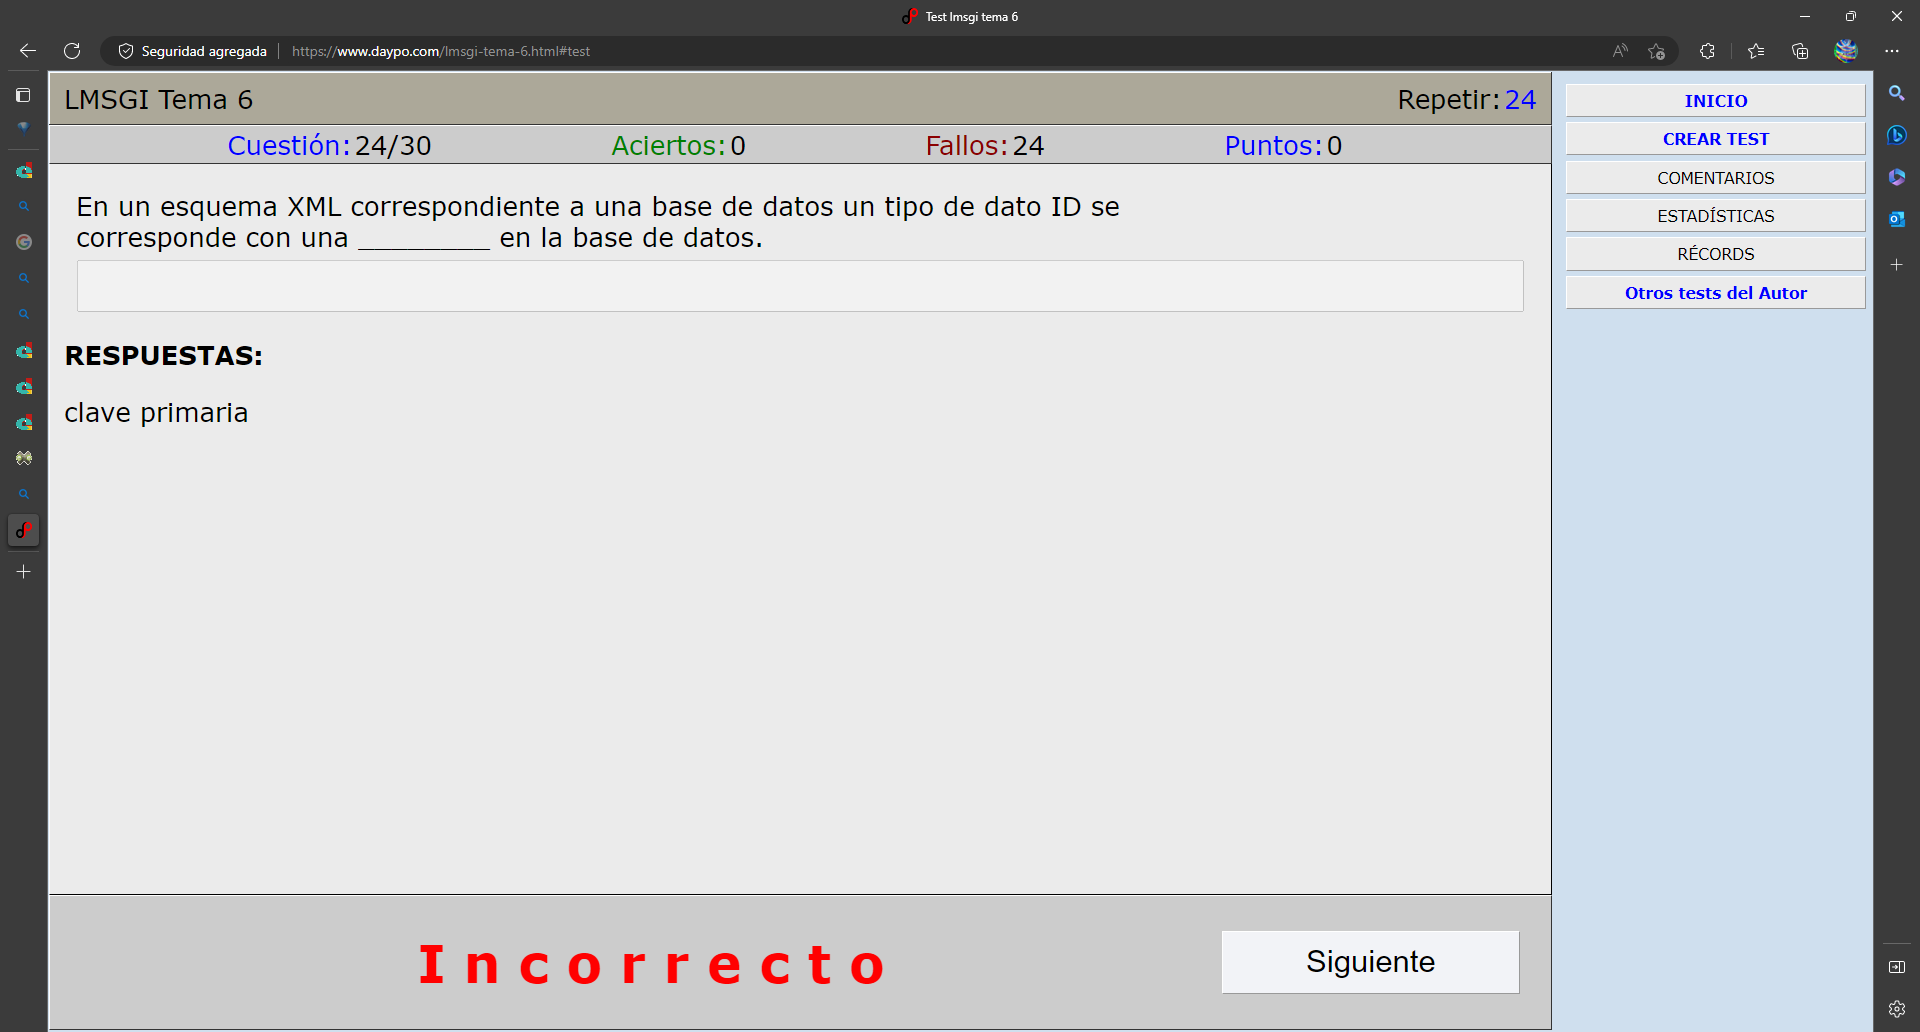 Test lmsgi tema 6
Seguridad agregada
https://www.daypo.com/lmsgi-tema-6.html#test
LMSGI Tema 6
Repetir: 24
Cuestión: 24/30
Aciertos: 0
Fallos: 24
Puntos: 0
En un esquema XML correspondiente a una base de datos un tipo de dato ID se
corresponde con una ________ en la base de datos.
RESPUESTAS:
clave primaria
Incorrecto
Siguiente
INICIO
CREAR TEST
COMENTARIOS
ESTADÍSTICAS
RÉCORDS
Otros tests del Autor